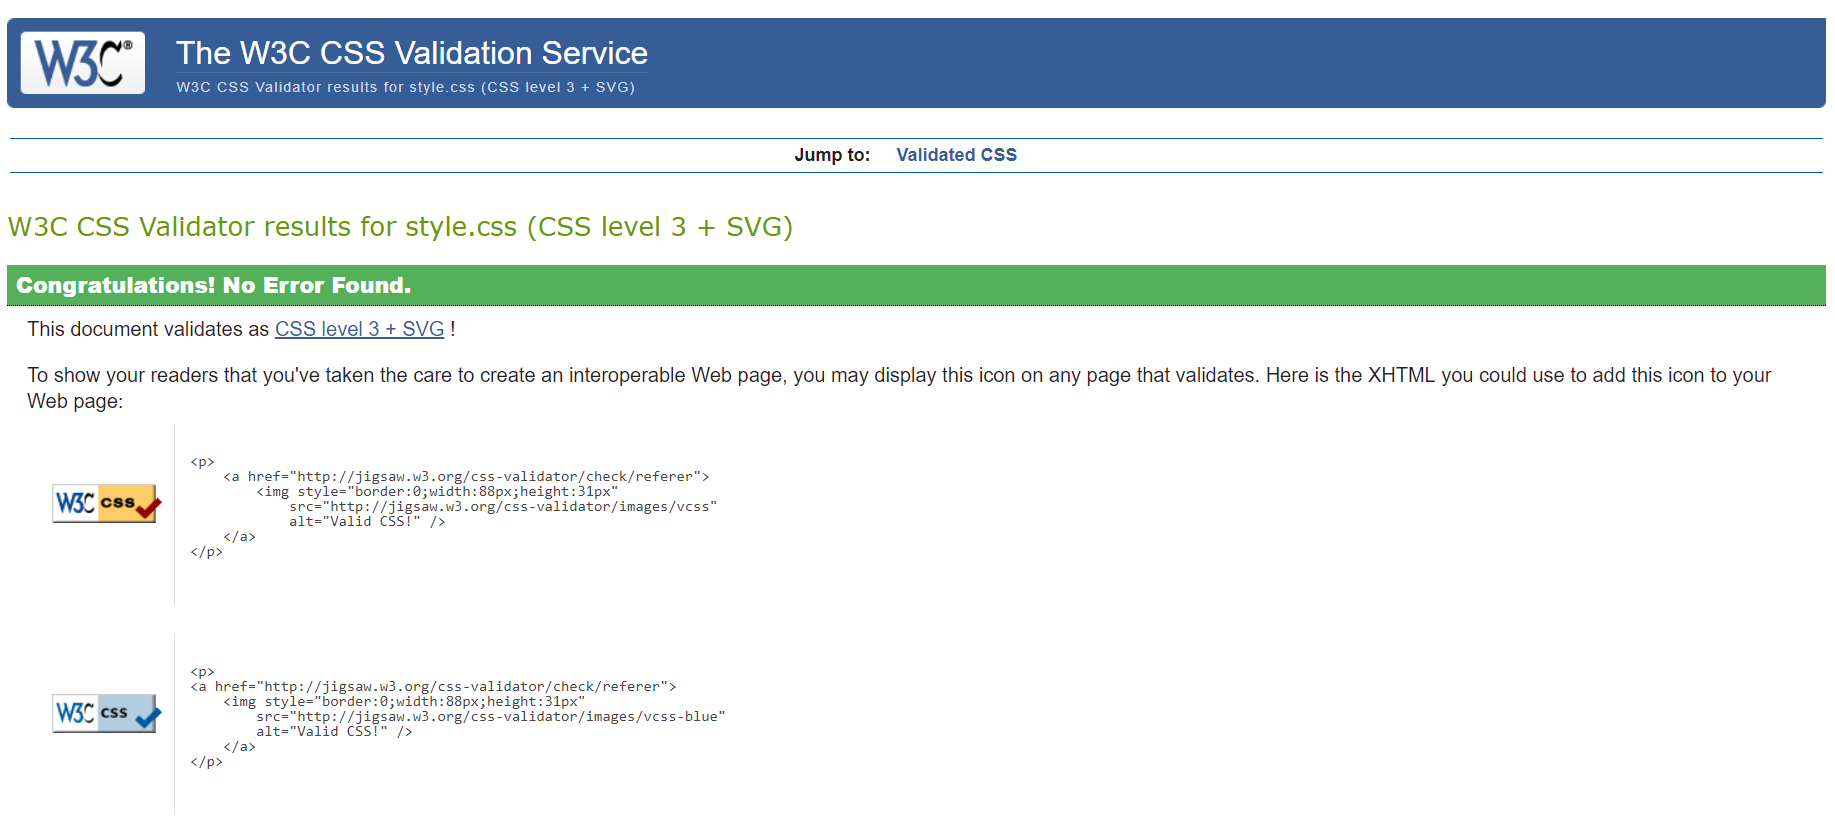 W3C®
The W3C CSS Validation Service
W3C CSS Validator results for style.css (CSS level 3 + SVG)
Jump to: Validated CSS
W3C CSS Validator results for style.css (CSS level 3 + SVG)
Congratulations! No Error Found.
This document validates as CSS level 3 + SVG !
To show your readers that you've taken the care to create an interoperable Web page, you may display this icon on any page that validates. Here is the XHTML you could use to add this icon to your
Web page:
W3C css
<p>
    <a href="http://jigsaw.w3.org/css-validator/check/referer">
        <img style="border:0;width:88px;height:31px"
            src="http://jigsaw.w3.org/css-validator/images/vcss"
            alt="Valid CSS!" />
    </a>
</p>
W3C css
<p>
<a href="http://jigsaw.w3.org/css-validator/check/referer">
    <img style="border:0;width:88px;height:31px"
        src="http://jigsaw.w3.org/css-validator/images/vcss-blue"
        alt="Valid CSS!" />
    </a>
</p>